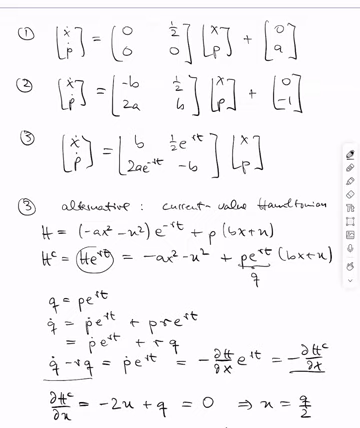 ① [ẋ ṗ] = (0 1/2 0 0) [x p] + [0 a]
② [ẋ ṗ] = (-b 1/2 2a b) [x p] + (0 -1)
③ [ẋ ṗ] = (b 1/2 e^rt 2ae^-rt -b) [x p]
③ alternative : current-value Hamiltonian
H = (-ax² - u²) e^-rt + p (bx+u)
H^c = He^rt = -ax² - u² + pe^rt (bx+u)
q
q = pe^rt
q̇ = ṗe^rt + pre^rt
= ṗe^rt + rq
q̇ - rq = ṗe^rt = -∂H/∂x e^rt = -∂H^c/∂x
∂H^c/∂u = -2u + q = 0 ⇒ u = q/2